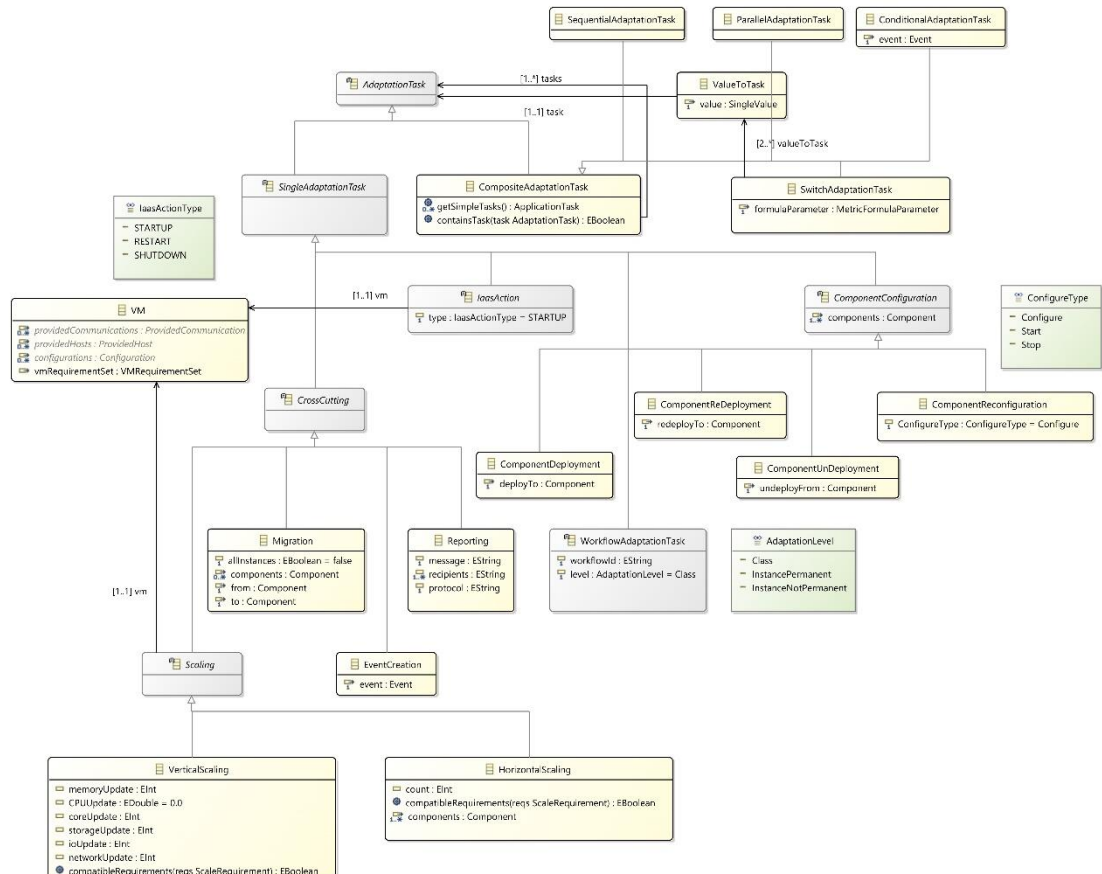 SequentialAdaptationTask
ParallelAdaptationTask
ConditionalAdaptationTask
event : Event
AdaptationTask
[1..*] tasks
ValueToTask
value : SingleValue
[1..1] task
[2..*] valueToTask
SingleAdaptationTask
CompositeAdaptationTask
getSimpleTasks() : ApplicationTask
containsTask(task AdaptationTask) : EBoolean
SwitchAdaptationTask
formulaParameter : MetricFormulaParameter
IaasActionType
STARTUP
RESTART
SHUTDOWN
VM
providedCommunications : ProvidedCommunication
providedHosts : ProvidedHost
configurations : Configuration
vmRequirementSet : VMRequirementSet
[1..1] vm
IaasAction
type : IaasActionType = STARTUP
ComponentConfiguration
components : Component
ConfigureType
Configure
Start
Stop
CrossCutting
ComponentReDeployment
redeployTo : Component
ComponentReconfiguration
ConfigureType : ConfigureType = Configure
ComponentDeployment
deployTo : Component
ComponentUnDeployment
undeployFrom : Component
Migration
allInstances : EBoolean = false
components : Component
from : Component
to : Component
Reporting
message : EString
recipients : EString
protocol : EString
WorkflowAdaptationTask
workflowId : EString
level : AdaptationLevel = Class
AdaptationLevel
Class
InstancePermanent
InstanceNotPermanent
[1..1] vm
Scaling
EventCreation
event : Event
VerticalScaling
memoryUpdate : EInt
CPUUpdate : EDouble = 0.0
coreUpdate : EInt
storageUpdate : EInt
ioUpdate : EInt
networkUpdate : EInt
compatibleRequirements(reqs ScaleRequirement) : EBoolean
HorizontalScaling
count : EInt
compatibleRequirements(reqs ScaleRequirement) : EBoolean
components : Component